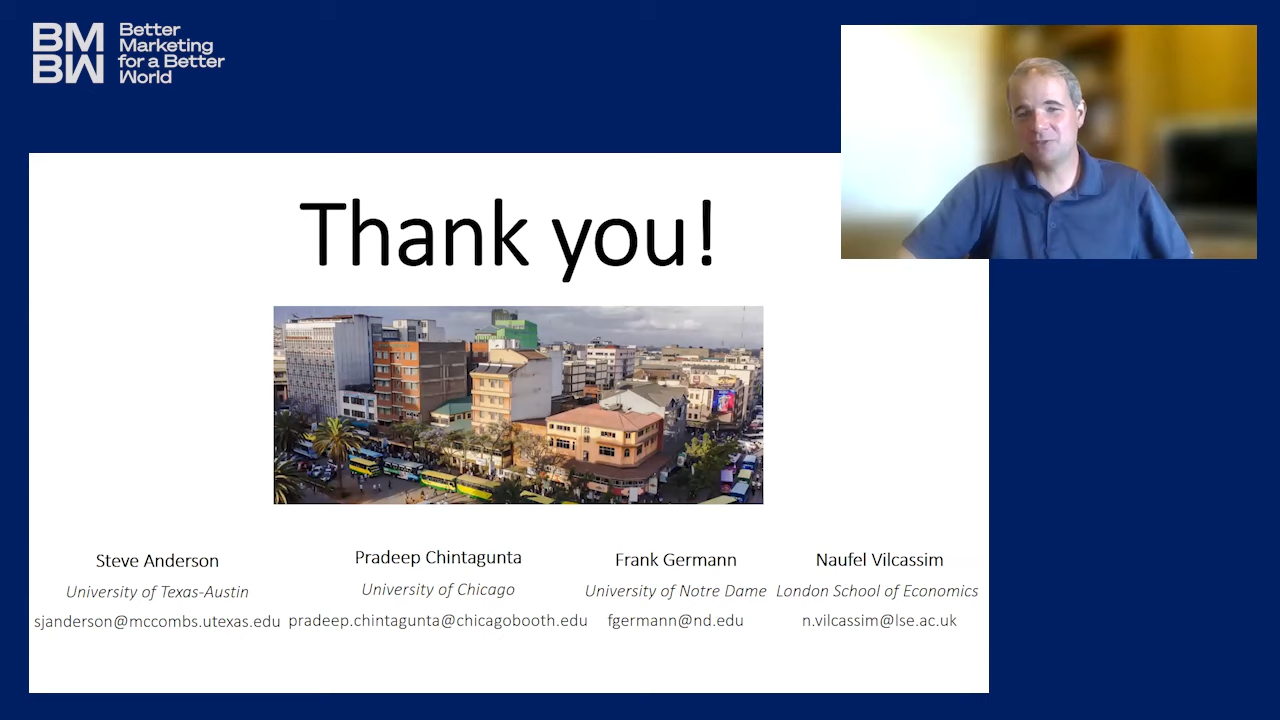 BM
BW
Better
Marketing
for a Better
World
Thank you!
Steve Anderson
University of Texas-Austin
sjanderson@mccombs.utexas.edu
Pradeep Chintagunta
University of Chicago
pradeep.chintagunta@chicagobooth.edu
Frank Germann
University of Notre Dame
fgermann@nd.edu
Naufel Vilcassim
London School of Economics
n.vilcassim@lse.ac.uk